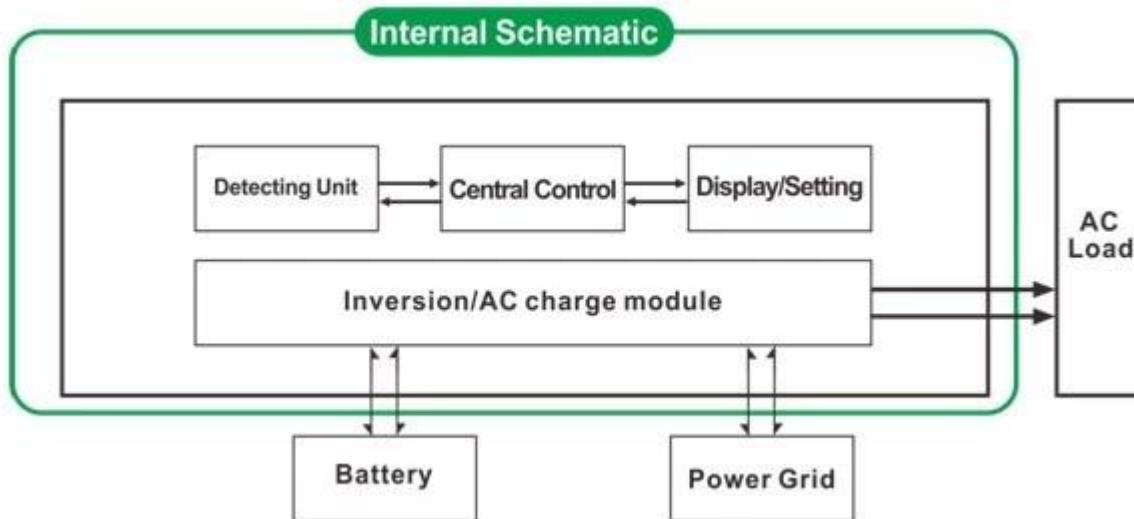 Internal Schematic
Detecting Unit
Central Control
Display/Setting
AC
Load
Inversion/AC charge module
Battery
Power Grid